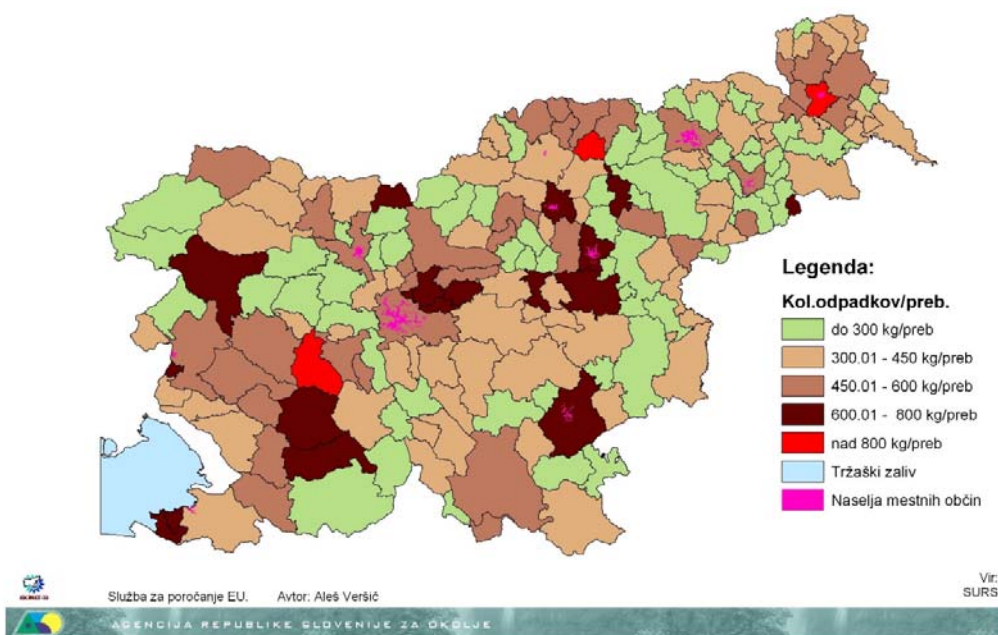 Legenda:
Kol.odpadkov/preb.
do 300 kg/preb
300.01 - 450 kg/preb
450.01 - 600 kg/preb
600.01 - 800 kg/preb
nad 800 kg/preb
Tržaški zaliv
Naselja mestnih občin
Vir:
SURS
Služba za poročanje EU. Avtor: Aleš Veršič
AGENCIJA REPUBLIKE SLOVENIJE ZA OKOLJE